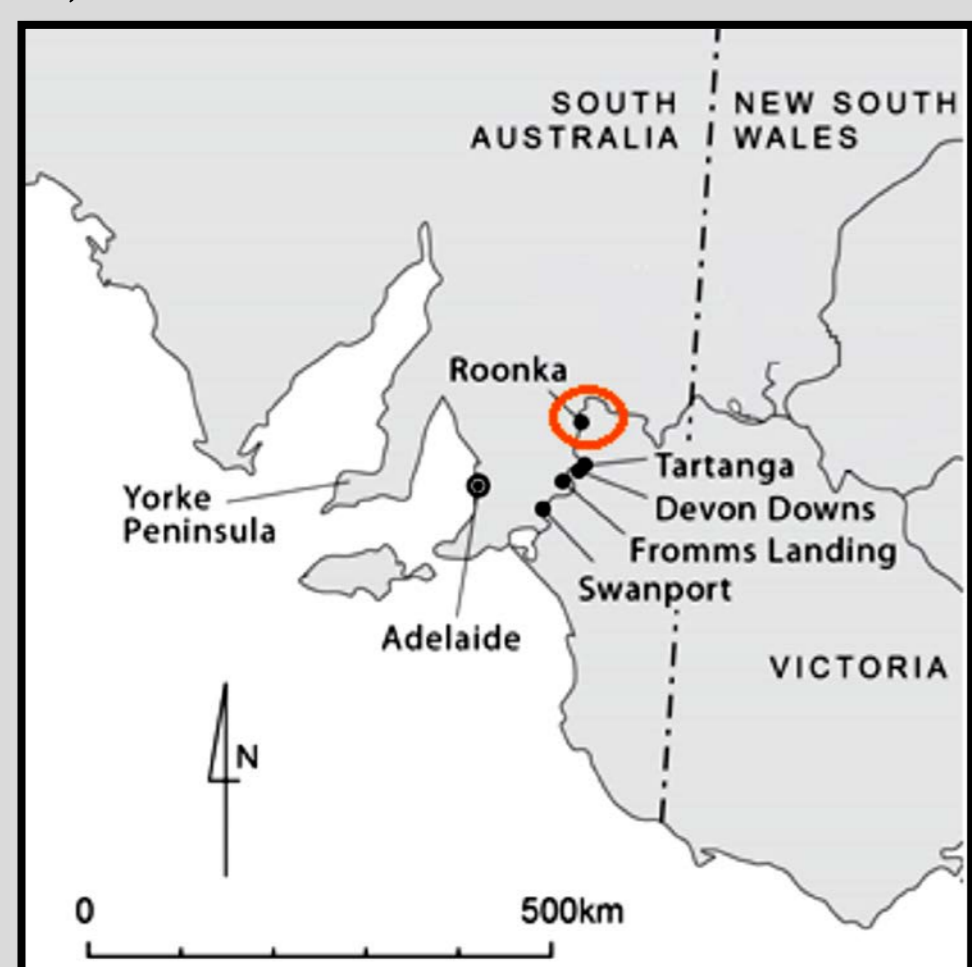 SOUTH
AUSTRALIA
NEW SOUTH
WALES
Roonka
Yorke
Peninsula
Tartanga
Devon Downs
Fromms Landing
Swanport
Adelaide
VICTORIA
N
0
500km